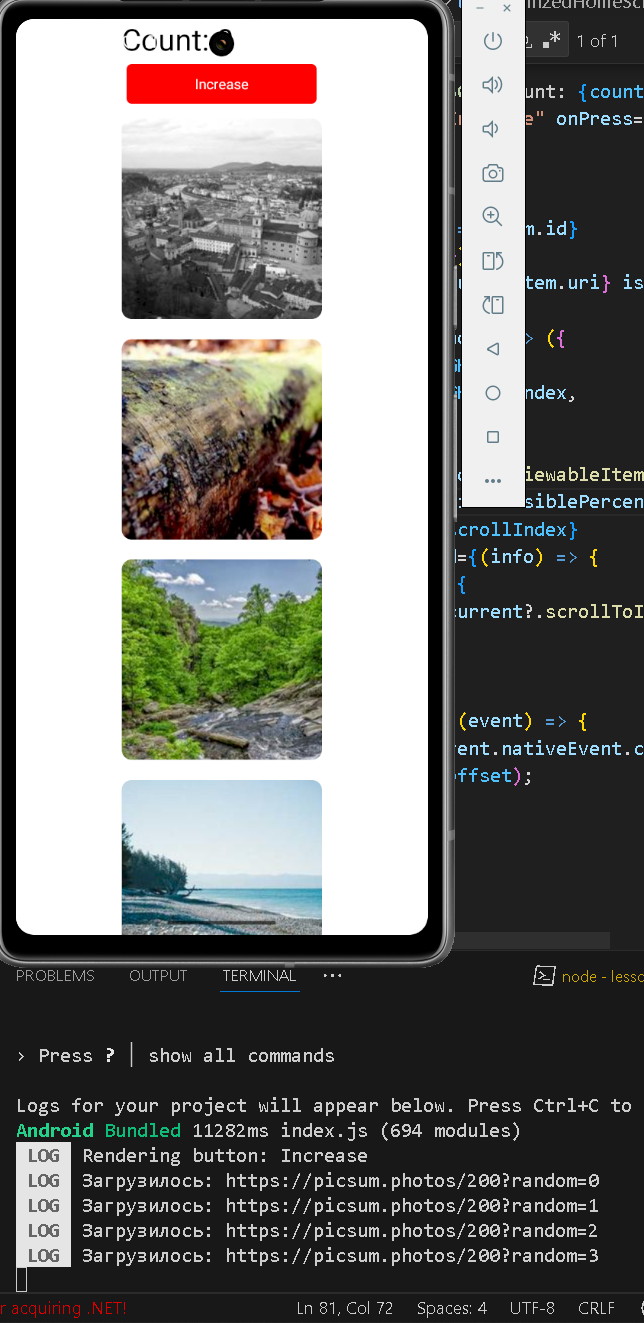 Count:
Increase
1 of 1
unt: {count
e" onPress=
m.id}
tem.uri} is
> ({
ndex,
iewableItem
siblePercen
scrollIndex}
={(info) => {
{
current?.scrollToI
(event) => {
ent.nativeEvent.c
offset);
PROBLEMS OUTPUT TERMINAL ... node - lesso
› Press ? │ show all commands
Logs for your project will appear below. Press Ctrl+C to
Android Bundled 11282ms index.js (694 modules)
LOG Rendering button: Increase
LOG Загрузилось: https://picsum.photos/200?random=0
LOG Загрузилось: https://picsum.photos/200?random=1
LOG Загрузилось: https://picsum.photos/200?random=2
LOG Загрузилось: https://picsum.photos/200?random=3
r acquiring .NET! Ln 81, Col 72 Spaces: 4 UTF-8 CRLF